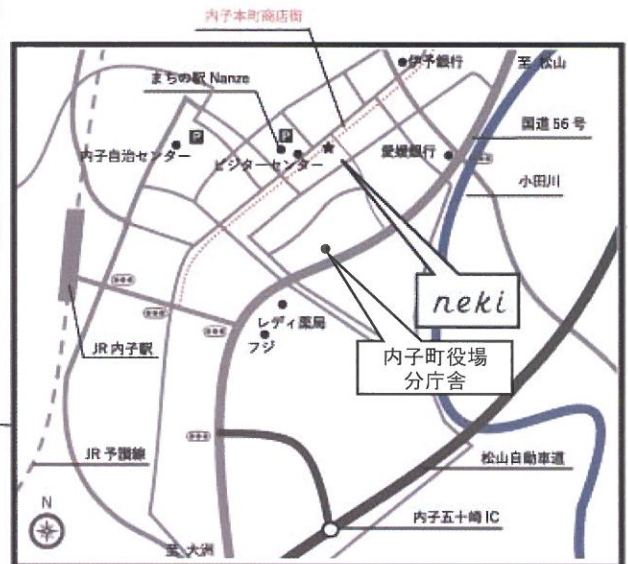 内子本町商店街
伊予銀行
至 松山
まちの駅 Nanze
国道 56 号
P
P
内子自治センター
ビジターセンター
愛媛銀行
小田川
neki
レディ薬局
フジ
内子町役場
分庁舎
JR 内子駅
JR 予讃線
松山自動車道
N
内子五十崎 IC
至 大洲